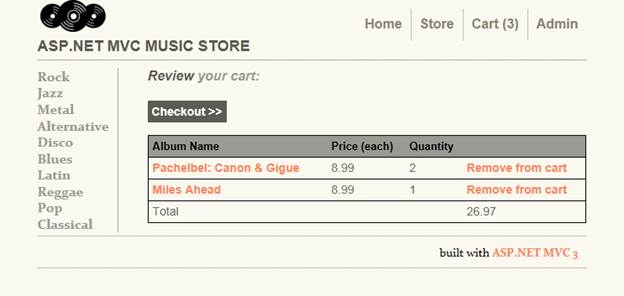 Home Store Cart (3) Admin
ASP.NET MVC MUSIC STORE
Rock
Jazz
Metal
Alternative
Disco
Blues
Latin
Reggae
Pop
Classical
Review your cart:
Checkout >>
Album Name Price (each) Quantity
Pachelbel: Canon & Gigue 8.99 2 Remove from cart
Miles Ahead 8.99 1 Remove from cart
Total 26.97
built with ASP.NET MVC 3